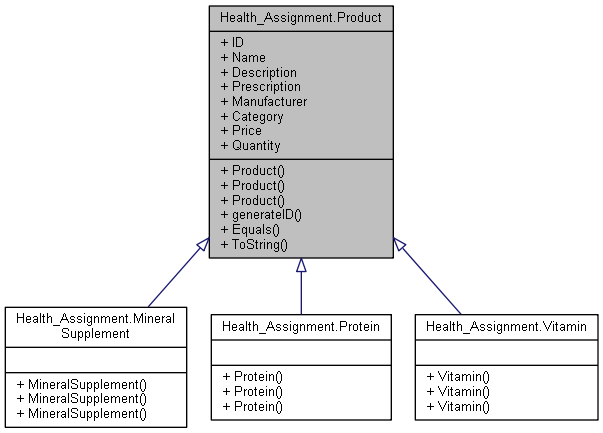 Health_Assignment.Product
+ ID
+ Name
+ Description
+ Prescription
+ Manufacturer
+ Category
+ Price
+ Quantity
+ Product()
+ Product()
+ Product()
+ generateID()
+ Equals()
+ ToString()
Health_Assignment.Mineral
Supplement
+ MineralSupplement()
+ MineralSupplement()
+ MineralSupplement()
Health_Assignment.Protein
+ Protein()
+ Protein()
+ Protein()
Health_Assignment.Vitamin
+ Vitamin()
+ Vitamin()
+ Vitamin()